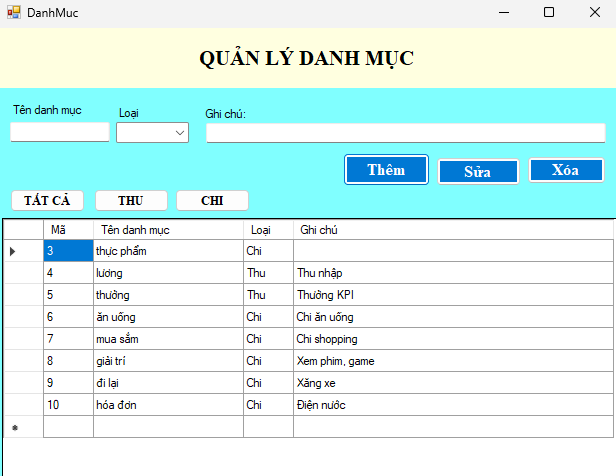 DanhMuc
QUẢN LÝ DANH MỤC
Tên danh mục Loại Ghi chú:
Thêm Sửa Xóa
TẤT CẢ THU CHI
Mã Tên danh mục Loại Ghi chú
3 thực phẩm Chi
4 lương Thu Thu nhập
5 thưởng Thu Thưởng KPI
6 ăn uống Chi Chi ăn uống
7 mua sắm Chi Chi shopping
8 giải trí Chi Xem phim, game
9 đi lại Chi Xăng xe
10 hóa đơn Chi Điện nước